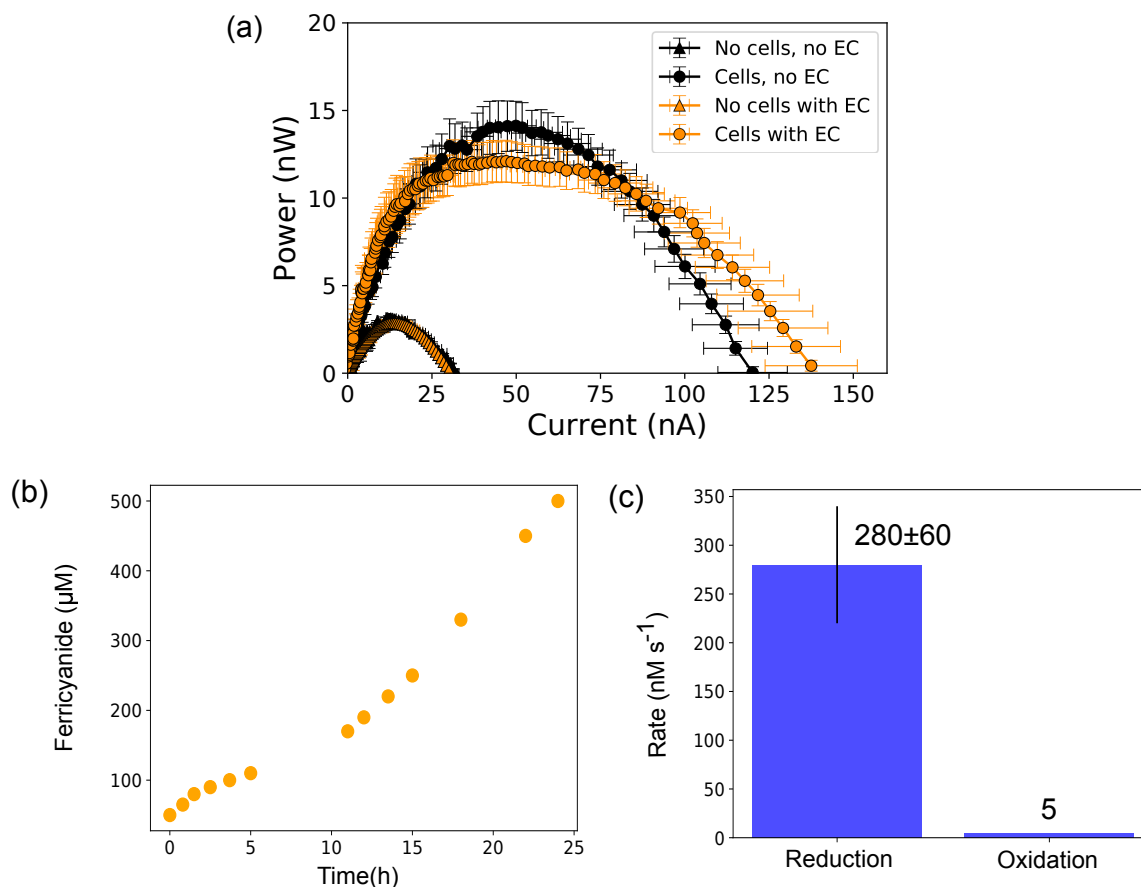 (a)
20
15
10
5
0
Power (nW)
No cells, no EC
Cells, no EC
No cells with EC
Cells with EC
0 25 50 75 100 125 150
Current (nA)
(b)
500
400
300
200
100
Ferricyanide (µM)
0 5 10 15 20 25
Time(h)
(c)
350
300
250
200
150
100
50
0
Rate (nM s⁻¹)
280±60
5
Reduction Oxidation